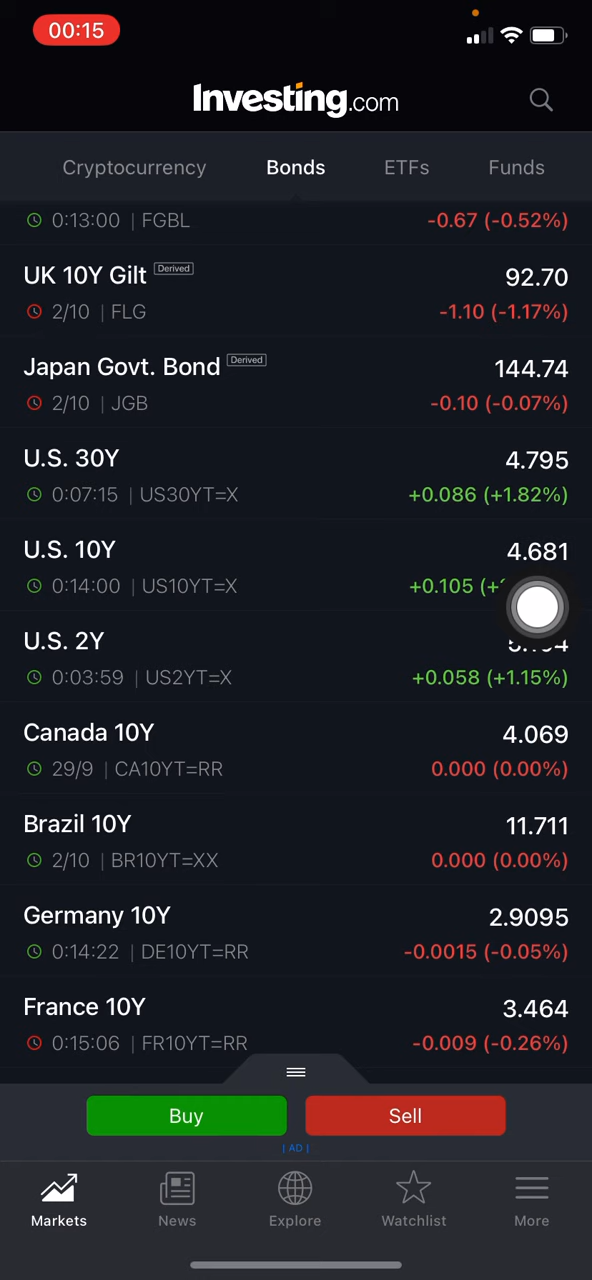 00:15
Investing.com
Cryptocurrency Bonds ETFs Funds
0:13:00 | FGBL -0.67 (-0.52%)
UK 10Y Gilt Derived 92.70
2/10 | FLG -1.10 (-1.17%)
Japan Govt. Bond Derived 144.74
2/10 | JGB -0.10 (-0.07%)
U.S. 30Y 4.795
0:07:15 | US30YT=X +0.086 (+1.82%)
U.S. 10Y 4.681
0:14:00 | US10YT=X +0.105
U.S. 2Y
0:03:59 | US2YT=X +0.058 (+1.15%)
Canada 10Y 4.069
29/9 | CA10YT=RR 0.000 (0.00%)
Brazil 10Y 11.711
2/10 | BR10YT=XX 0.000 (0.00%)
Germany 10Y 2.9095
0:14:22 | DE10YT=RR -0.0015 (-0.05%)
France 10Y 3.464
0:15:06 | FR10YT=RR -0.009 (-0.26%)
Buy Sell
| AD |
Markets News Explore Watchlist More